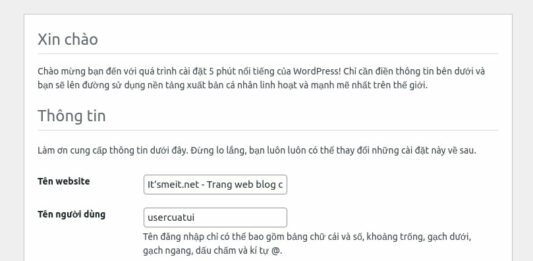 Xin chào
Chào mừng bạn đến với quá trình cài đặt 5 phút nổi tiếng của WordPress! Chỉ cần điền thông tin bên dưới và
bạn sẽ lên đường sử dụng nền tảng xuất bản cá nhân linh hoạt và mạnh mẽ nhất trên thế giới.
Thông tin
Làm ơn cung cấp thông tin dưới đây. Đừng lo lắng, bạn luôn luôn có thể thay đổi những cài đặt này về sau.
Tên website It'smeit.net - Trang web blog c
Tên người dùng usercuatui
Tên đăng nhập chỉ có thể bao gồm bảng chữ cái và số, khoảng trống, gạch dưới,
gạch ngang, dấu chấm và kí tự @.